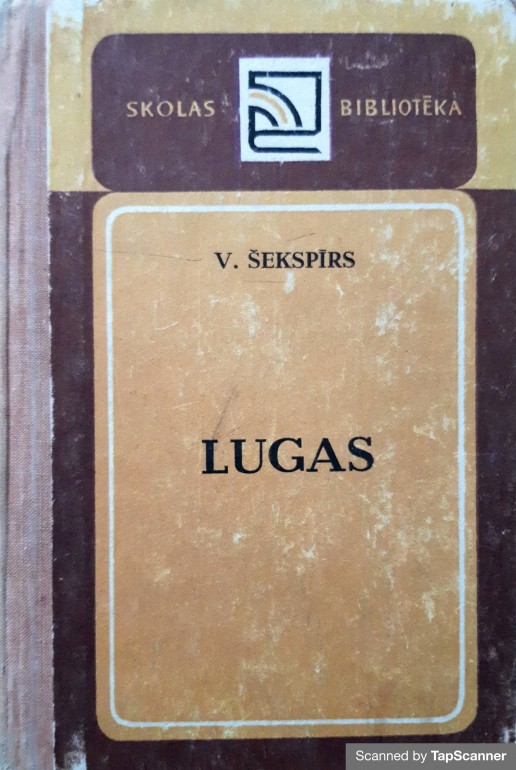 SKOLAS BIBLIOTĒKA
V. ŠEKSPĪRS
LUGAS
Scanned by TapScanner